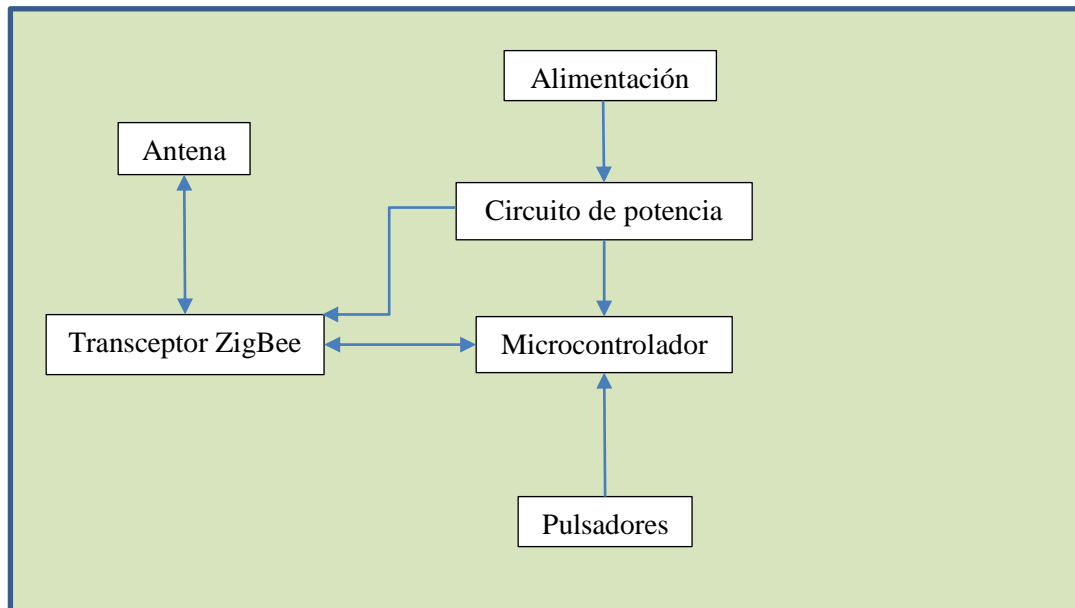 Alimentación
Antena
Circuito de potencia
Transceptor ZigBee
Microcontrolador
Pulsadores